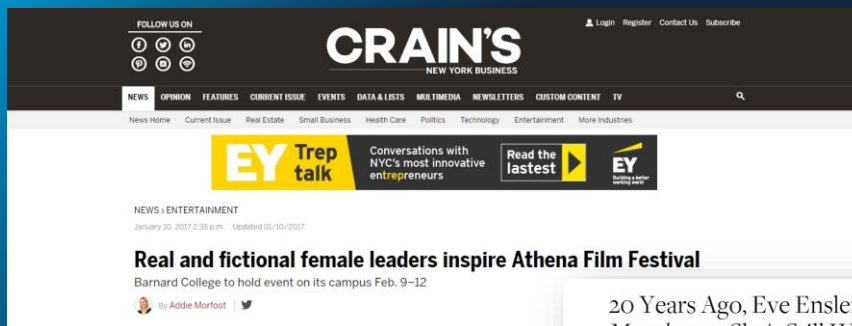 FOLLOW US ON
Login Register Contact Us Subscribe
CRAIN'S
NEW YORK BUSINESS
NEWS OPINION FEATURES CURRENT ISSUE EVENTS DATA & LISTS MULTIMEDIA NEWSLETTERS CUSTOM CONTENT TV
News Home Current Issue Real Estate Small Business Health Care Politics Technology Entertainment More Industries
EY Trep talk
Conversations with
NYC's most innovative
entrepreneurs
Read the
lastest
EY
Building a better
working world
NEWS › ENTERTAINMENT
January 10, 2017 2:35 p.m. Updated 01/10/2017
Real and fictional female leaders inspire Athena Film Festival
Barnard College to hold event on its campus Feb. 9–12
By Addie Morfoot
20 Years Ago, Eve Ensler